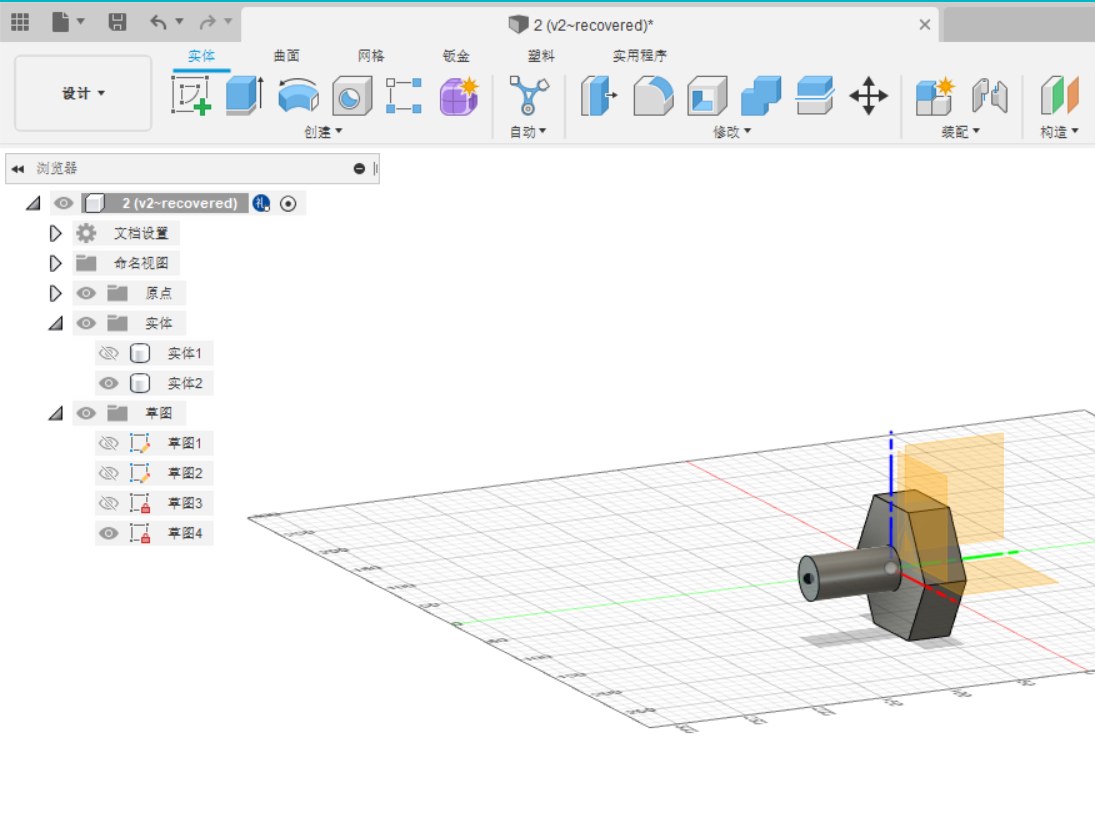 2 (v2~recovered)*
实体 曲面 网格 钣金 塑料 实用程序
设计
创建 自动 修改 装配 构造
浏览器
2 (v2~recovered)
文档设置
命名视图
原点
实体
实体1
实体2
草图
草图1
草图2
草图3
草图4